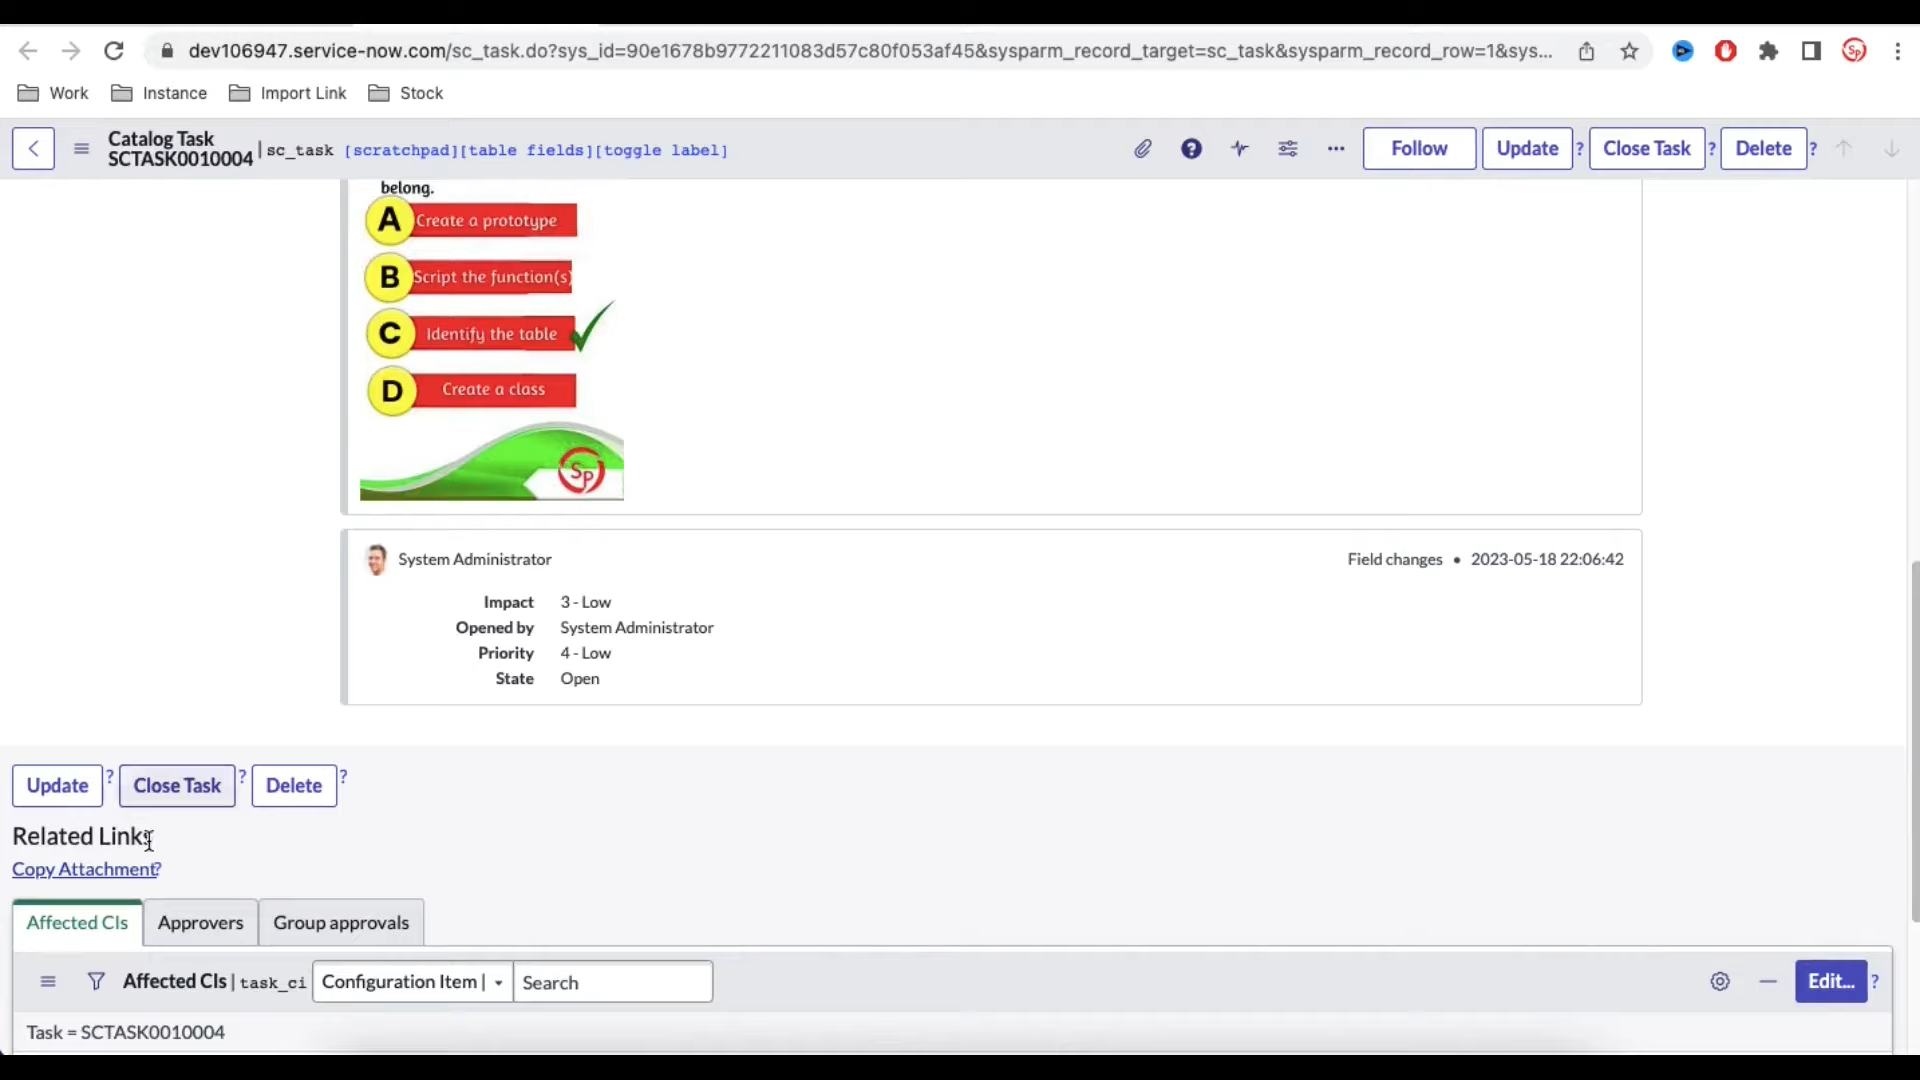 dev106947.service-now.com/sc_task.do?sys_id=90e1678b9772211083d57c80f053af45&sysparm_record_target=sc_task&sysparm_record_row=1&sys...
Work Instance Import Link Stock
Catalog Task
SCTASK0010004 | sc_task [scratchpad][table fields][toggle label]
Follow Update ? Close Task ? Delete ?
belong.
A Create a prototype
B Script the function(s)
C Identify the table
D Create a class
Sp
System Administrator Field changes • 2023-05-18 22:06:42
Impact 3 - Low
Opened by System Administrator
Priority 4 - Low
State Open
Update ? Close Task ? Delete ?
Related Links
Copy Attachment?
Affected CIs Approvers Group approvals
Affected CIs | task_ci Configuration Item | Search Edit... ?
Task = SCTASK0010004